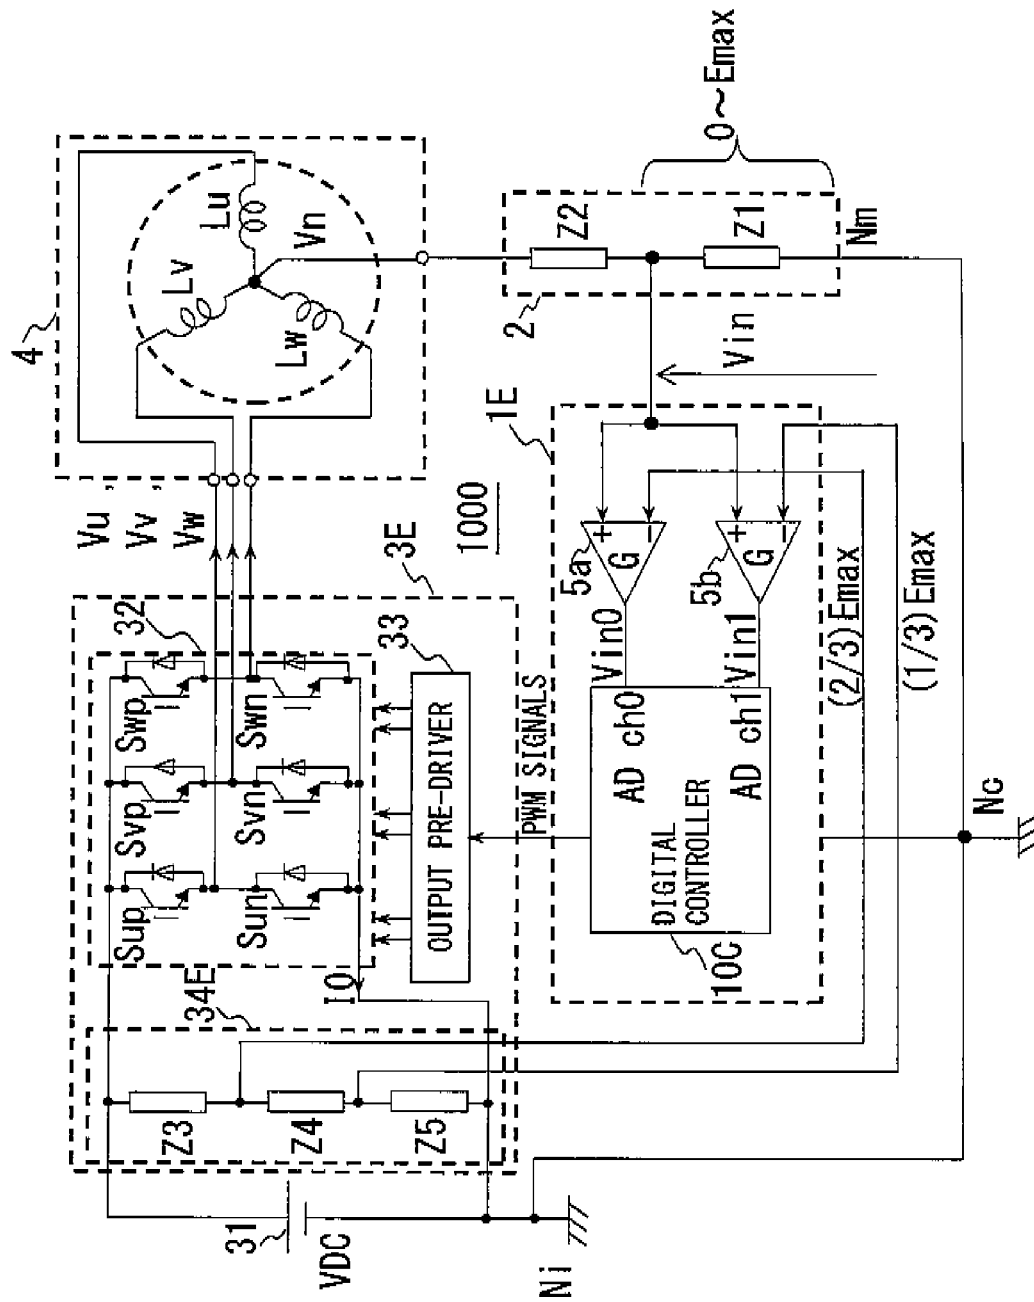 4
Lu
Lv
Lw
Vn
Vu,
Vv,
Vw
1000
3E
32
Sup
Svp
Swp
Sun
Svn
Swn
33
OUTPUT PRE-DRIVER
PWM SIGNALS
34E
I0
Z3
Z4
Z5
31
VDC
Ni
2
Z2
Z1
0～Emax
Nm
Vin
1E
5a
+
-
G
5b
+
-
G
Vin0
Vin1
AD ch0
AD ch1
DIGITAL
CONTROLLER
10C
(2/3)Emax
(1/3)Emax
Nc